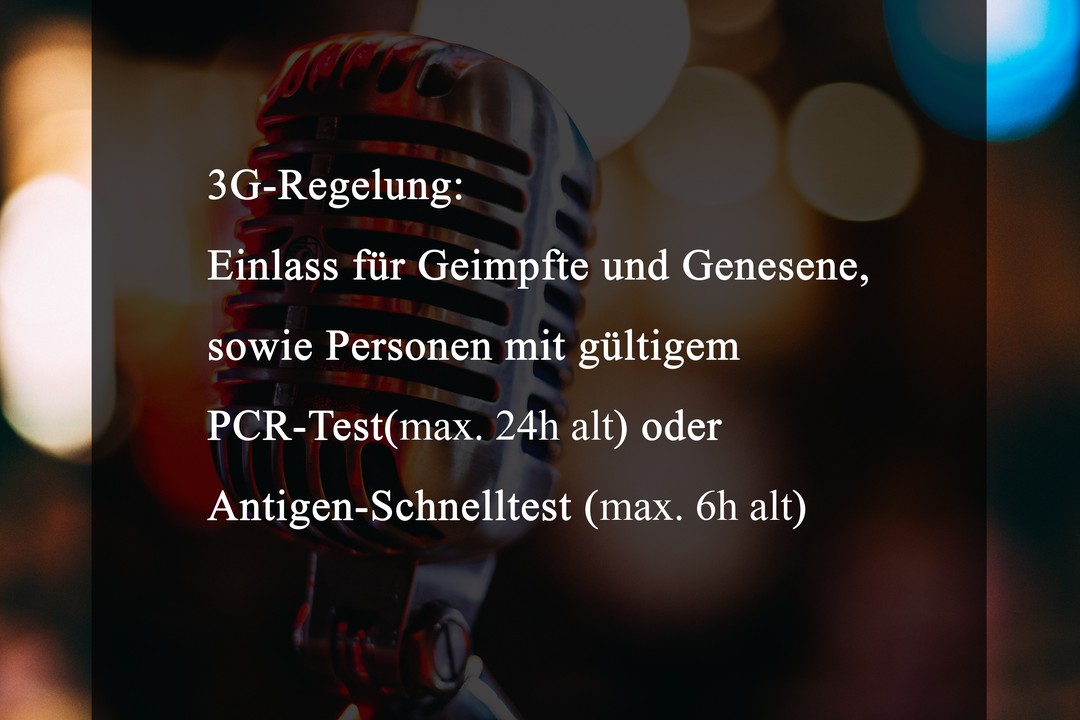 3G-Regelung:
Einlass für Geimpfte und Genesene,
sowie Personen mit gültigem
PCR-Test(max. 24h alt) oder
Antigen-Schnelltest (max. 6h alt)